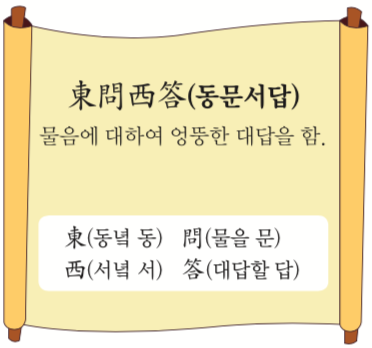 東問西答(동문서답)
물음에 대하여 엉뚱한 대답을 함.
東(동녘 동) 問(물을 문)
西(서녘 서) 答(대답할 답)